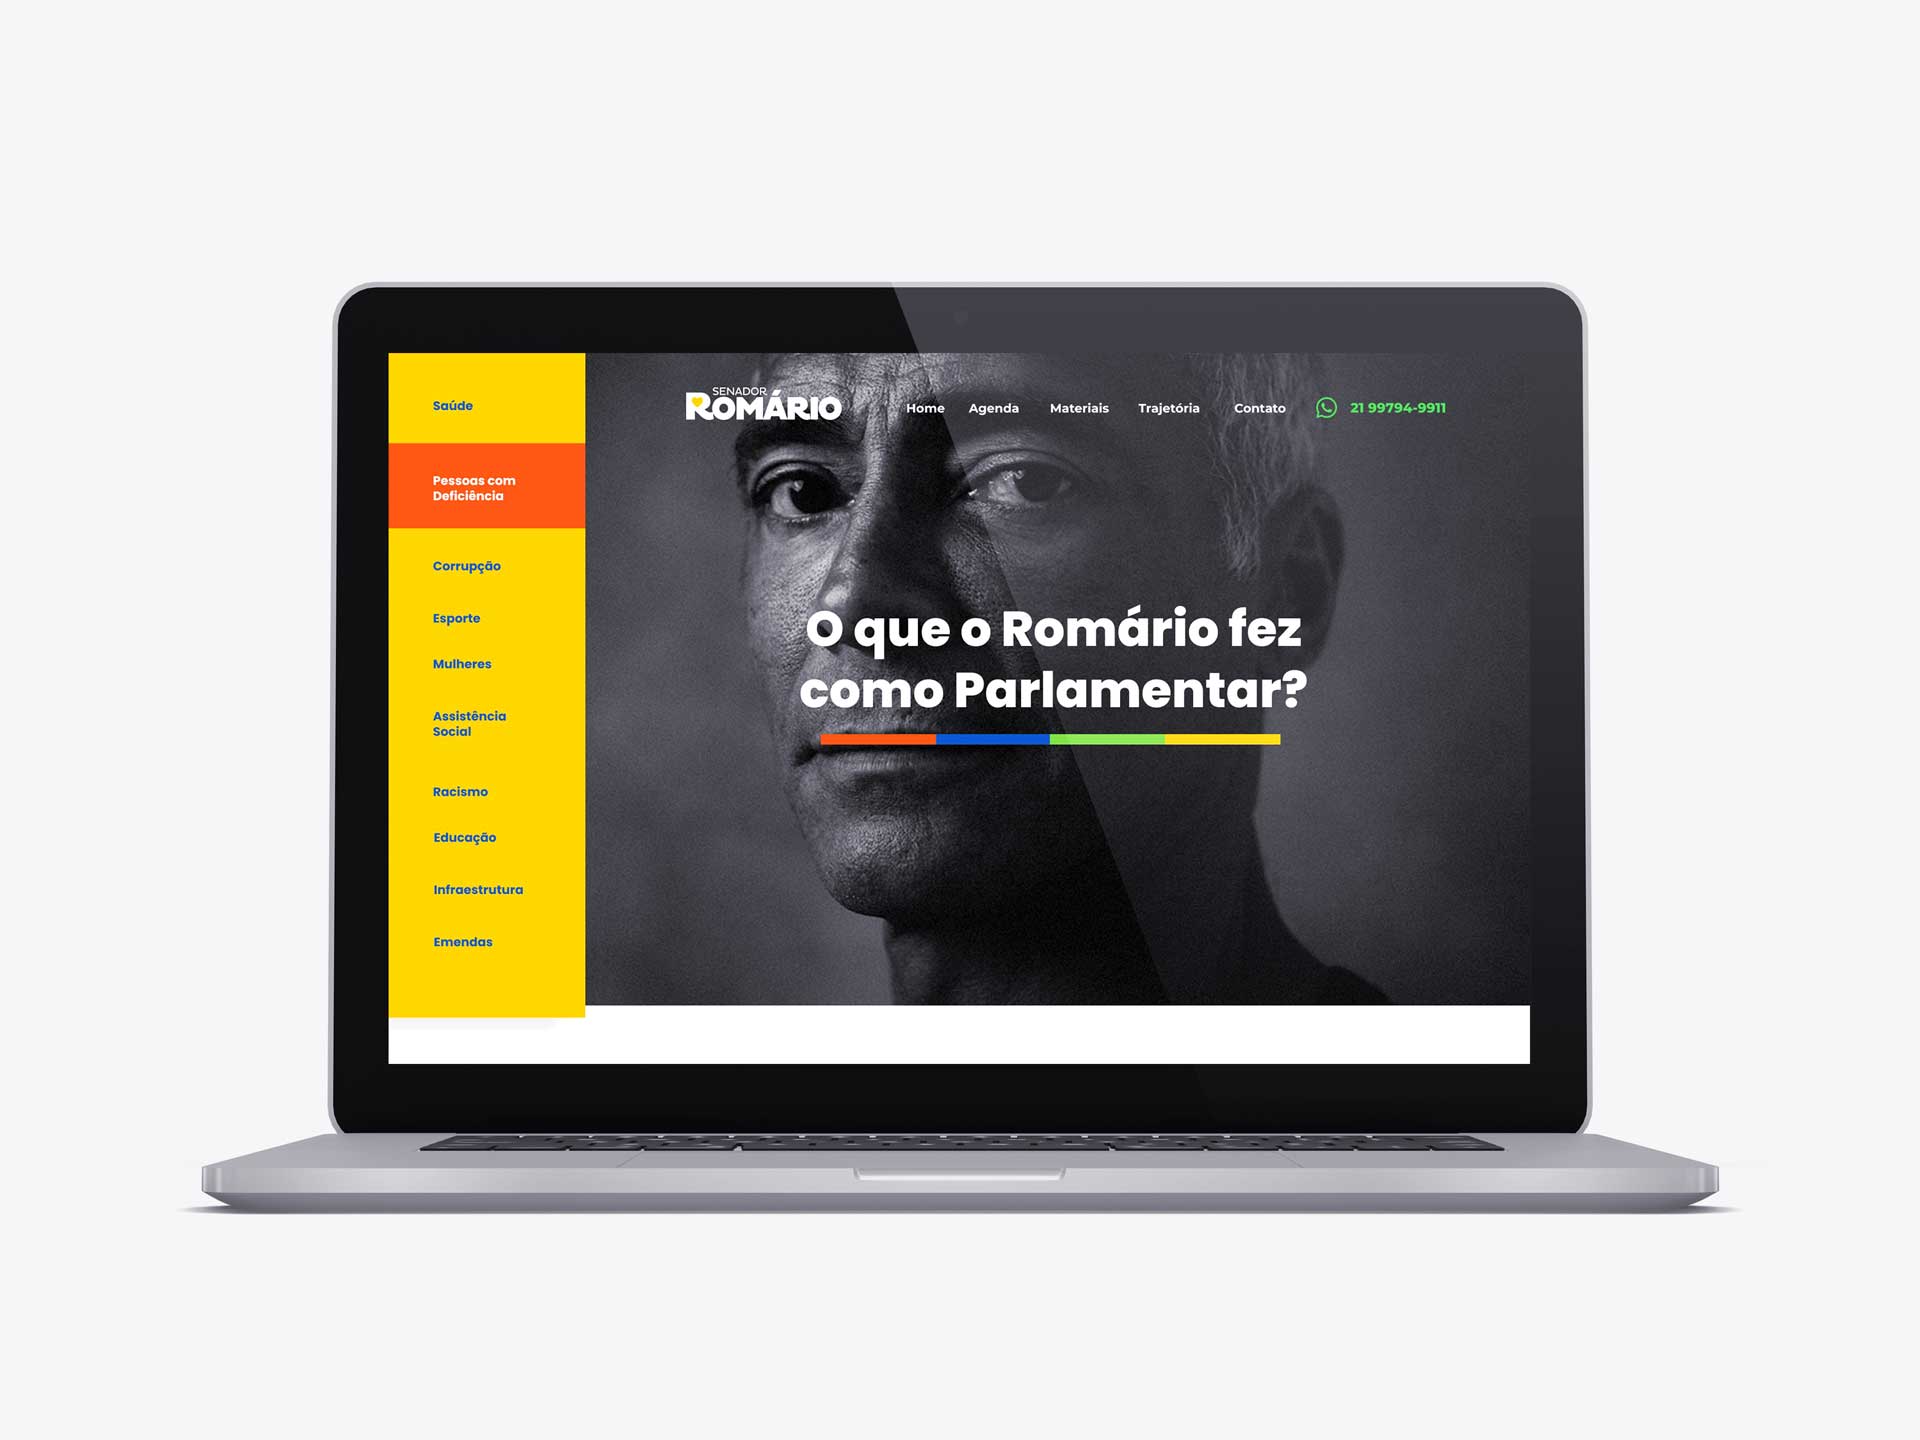 SENADOR
ROMÁRIO
Home
Agenda
Materiais
Trajetória
Contato
21 99794-9911
Saúde
Pessoas com
Deficiência
Corrupção
Esporte
Mulheres
Assistência
Social
Racismo
Educação
Infraestrutura
Emendas
O que o Romário fez
como Parlamentar?